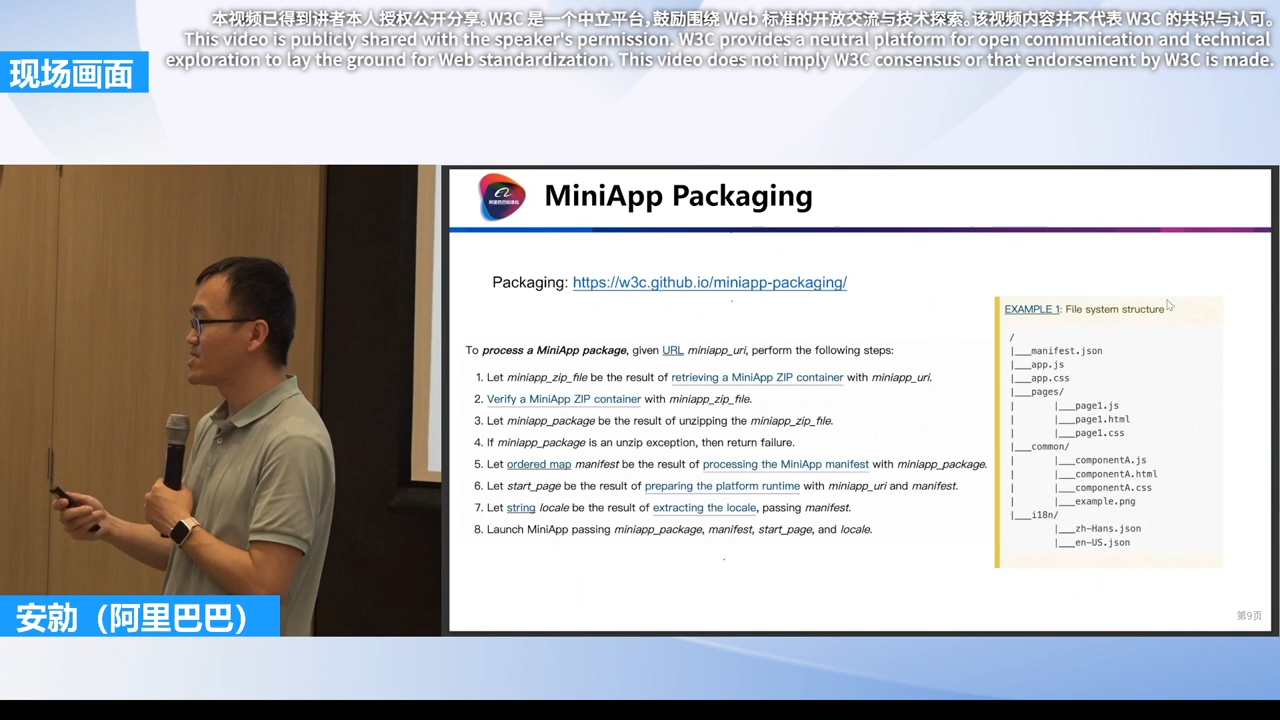 本视频已得到讲者本人授权公开分享。W3C 是一个中立平台，鼓励围绕 Web 标准的开放交流与技术探索。该视频内容并不代表 W3C 的共识与认可。
This video is publicly shared with the speaker's permission. W3C provides a neutral platform for open communication and technical
exploration to lay the ground for Web standardization. This video does not imply W3C consensus or that endorsement by W3C is made.
现场画面
阿里巴巴标准化
MiniApp Packaging
Packaging: https://w3c.github.io/miniapp-packaging/
To process a MiniApp package, given URL miniapp_uri, perform the following steps:
1. Let miniapp_zip_file be the result of retrieving a MiniApp ZIP container with miniapp_uri.
2. Verify a MiniApp ZIP container with miniapp_zip_file.
3. Let miniapp_package be the result of unzipping the miniapp_zip_file.
4. If miniapp_package is an unzip exception, then return failure.
5. Let ordered map manifest be the result of processing the MiniApp manifest with miniapp_package.
6. Let start_page be the result of preparing the platform runtime with miniapp_uri and manifest.
7. Let string locale be the result of extracting the locale, passing manifest.
8. Launch MiniApp passing miniapp_package, manifest, start_page, and locale.
EXAMPLE 1: File system structure
/
|___manifest.json
|___app.js
|___app.css
|___pages/
|       |___page1.js
|       |___page1.html
|       |___page1.css
|___common/
|       |___componentA.js
|       |___componentA.html
|       |___componentA.css
|       |___example.png
|___i18n/
        |___zh-Hans.json
        |___en-US.json
第9页
安勍（阿里巴巴）